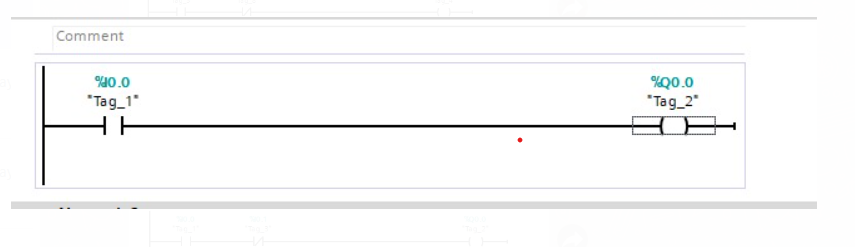 Comment
%I0.0
%Q0.0
"Tag_1"
"Tag_2"